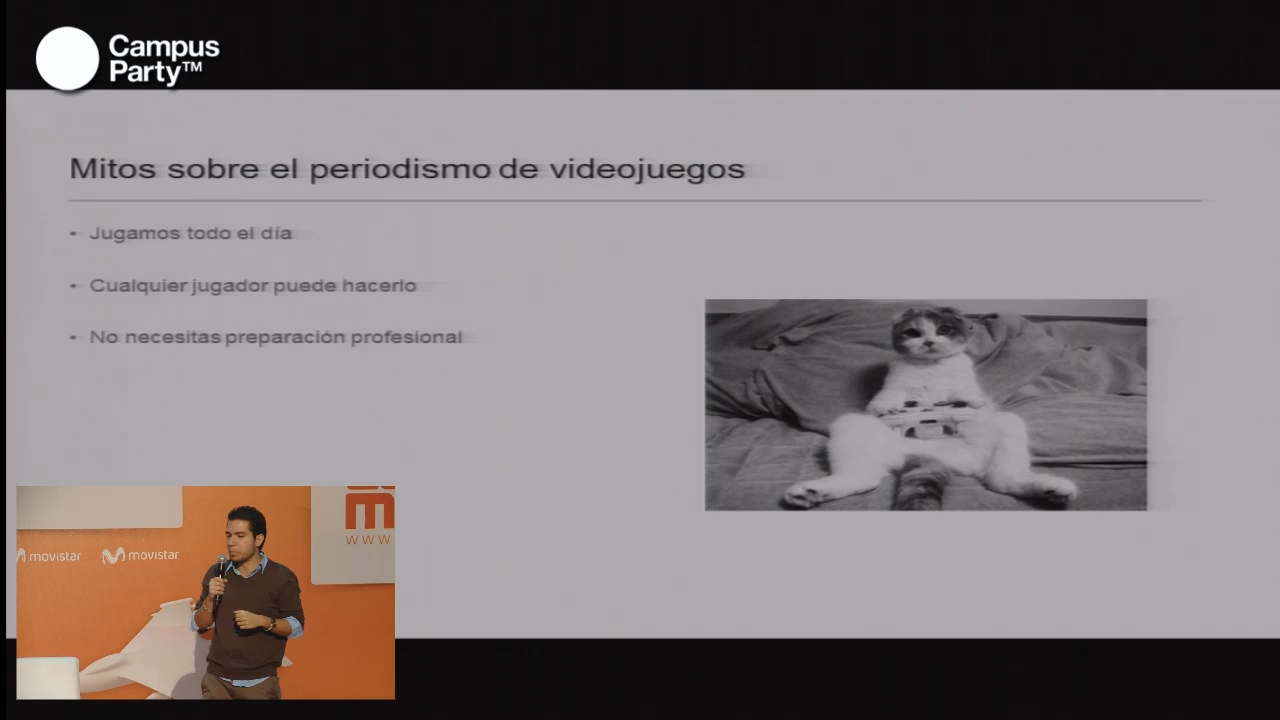 Campus
Party™
Mitos sobre el periodismo de videojuegos
• Jugamos todo el día
• Cualquier jugador puede hacerlo
• No necesitas preparación profesional
movistar
movistar
www